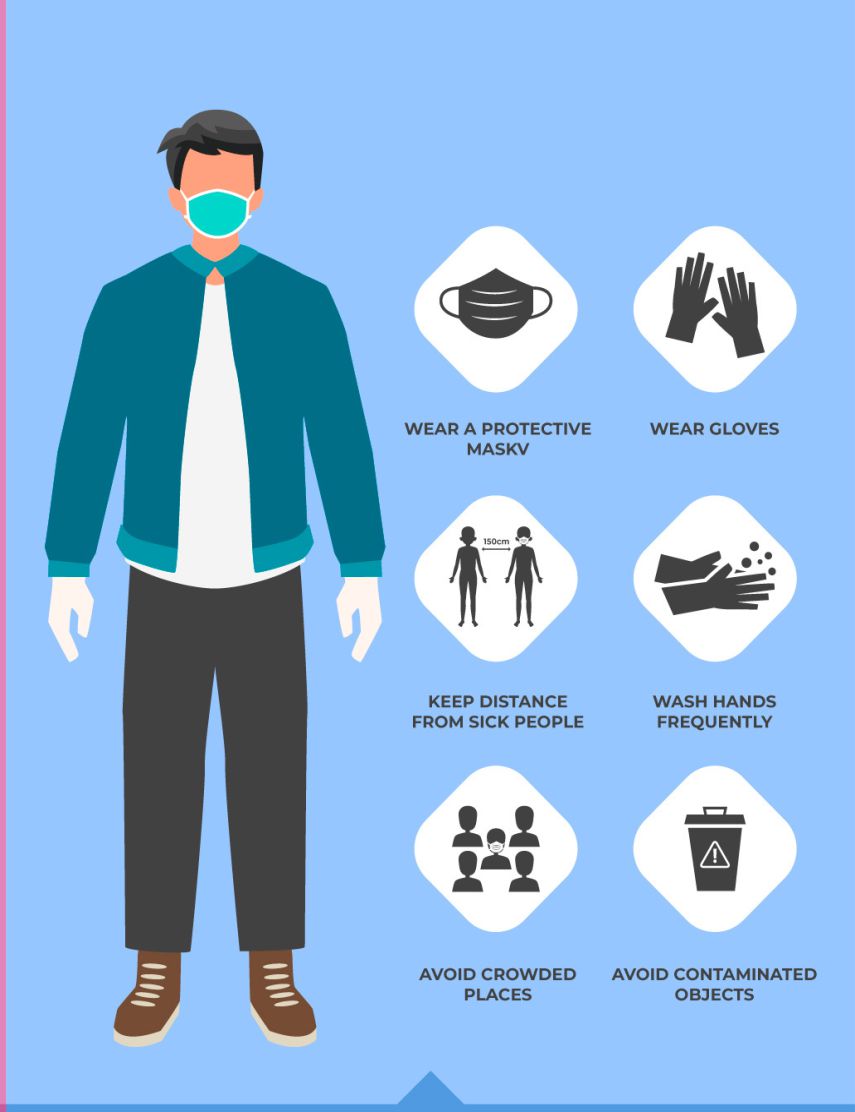 WEAR A PROTECTIVE
MASKV
WEAR GLOVES
150cm
KEEP DISTANCE
FROM SICK PEOPLE
WASH HANDS
FREQUENTLY
AVOID CROWDED
PLACES
AVOID CONTAMINATED
OBJECTS